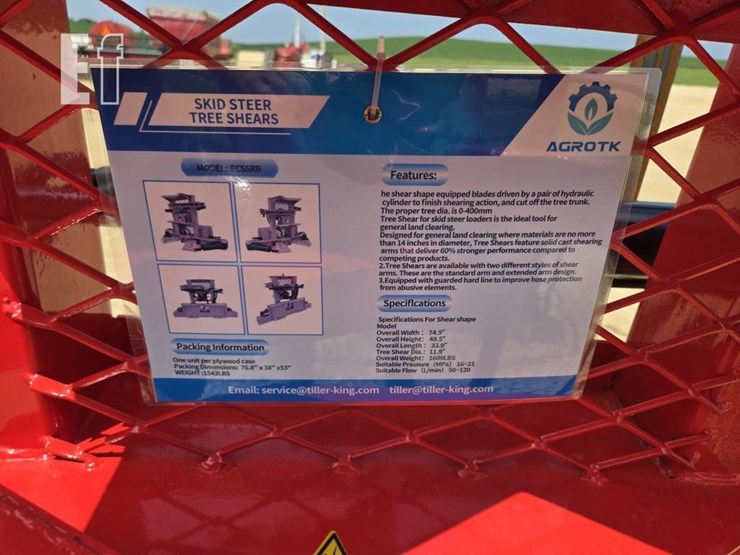 Ef
SKID STEER
TREE SHEARS
AGROTK
MODEL: ECSSRB
Features:
he shear shape equipped blades driven by a pair of hydraulic
cylinder to finish shearing action, and cut off the tree trunk.
The proper tree dia. is 0-400mm
Tree Shear for skid steer loaders is the ideal tool for
general land clearing.
Designed for general land clearing where materials are no more
than 14 inches in diameter, Tree Shears feature solid cast shearing
arms that deliver 60% stronger performance compared to
competing products.
2.Tree Shears are available with two different styles of shear
arms. These are the standard arm and extended arm design.
3.Equipped with guarded hard line to improve hose protection
from abusive elements.
Specifications
Specifications For Shear shape
Model
Overall Width : 74.9"
Overall Height: 49.5"
Overall Length : 33.9"
Tree Shear Dia.: 11.9"
Overall Weight: 1609LBS
Suitable Pressure (MPa) 16-21
Suitable Flow (l/min) 50-120
Packing Information
One unit per plywood case
Packing Dimensions: 76.8" x 38" x53"
WEIGHT:1543LBS
Email: service@tiller-king.com tiller@tiller-king.com